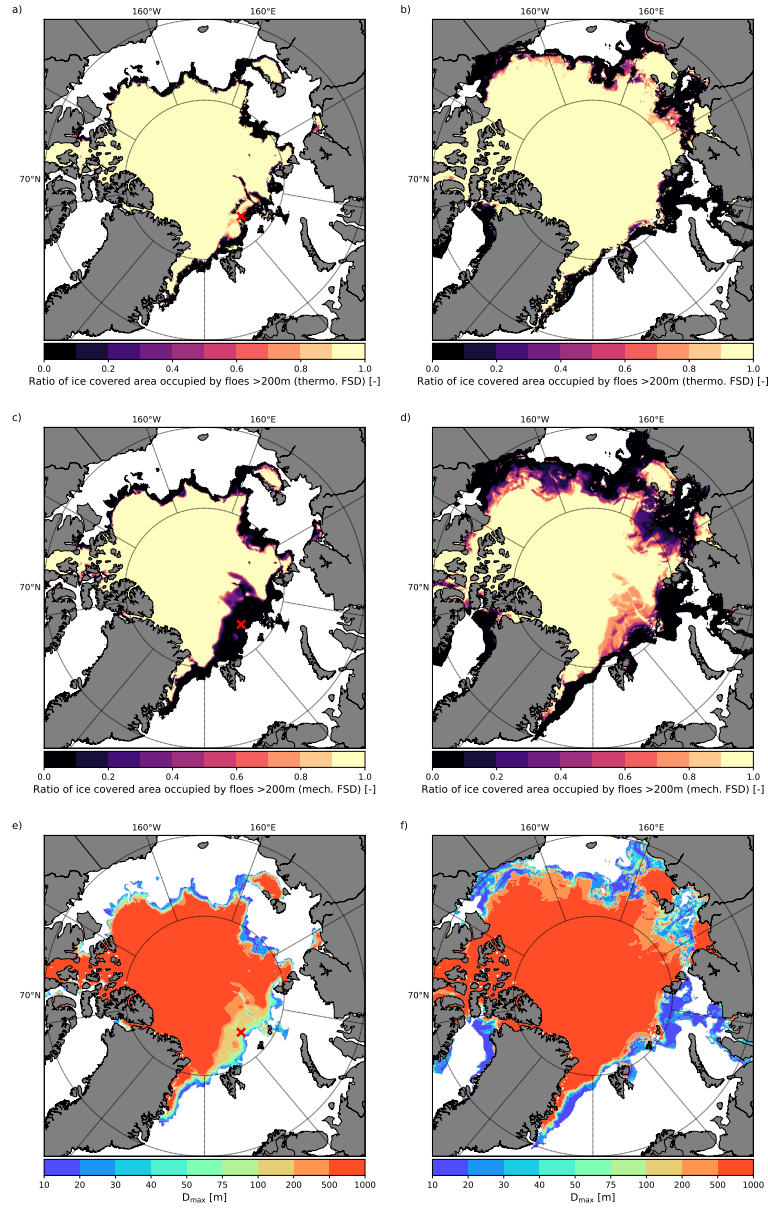 a)
160°W
160°E
b)
160°W
160°E
70°N
70°N
0.0 0.2 0.4 0.6 0.8 1.0
0.0 0.2 0.4 0.6 0.8 1.0
Ratio of ice covered area occupied by floes >200m (thermo. FSD) [-]
Ratio of ice covered area occupied by floes >200m (thermo. FSD) [-]
c)
160°W
160°E
d)
160°W
160°E
70°N
70°N
0.0 0.2 0.4 0.6 0.8 1.0
0.0 0.2 0.4 0.6 0.8 1.0
Ratio of ice covered area occupied by floes >200m (mech. FSD) [-]
Ratio of ice covered area occupied by floes >200m (mech. FSD) [-]
e)
160°W
160°E
f)
160°W
160°E
70°N
70°N
10 20 30 40 50 75 100 200 500 1000
10 20 30 40 50 75 100 200 500 1000
Dmax [m]
Dmax [m]